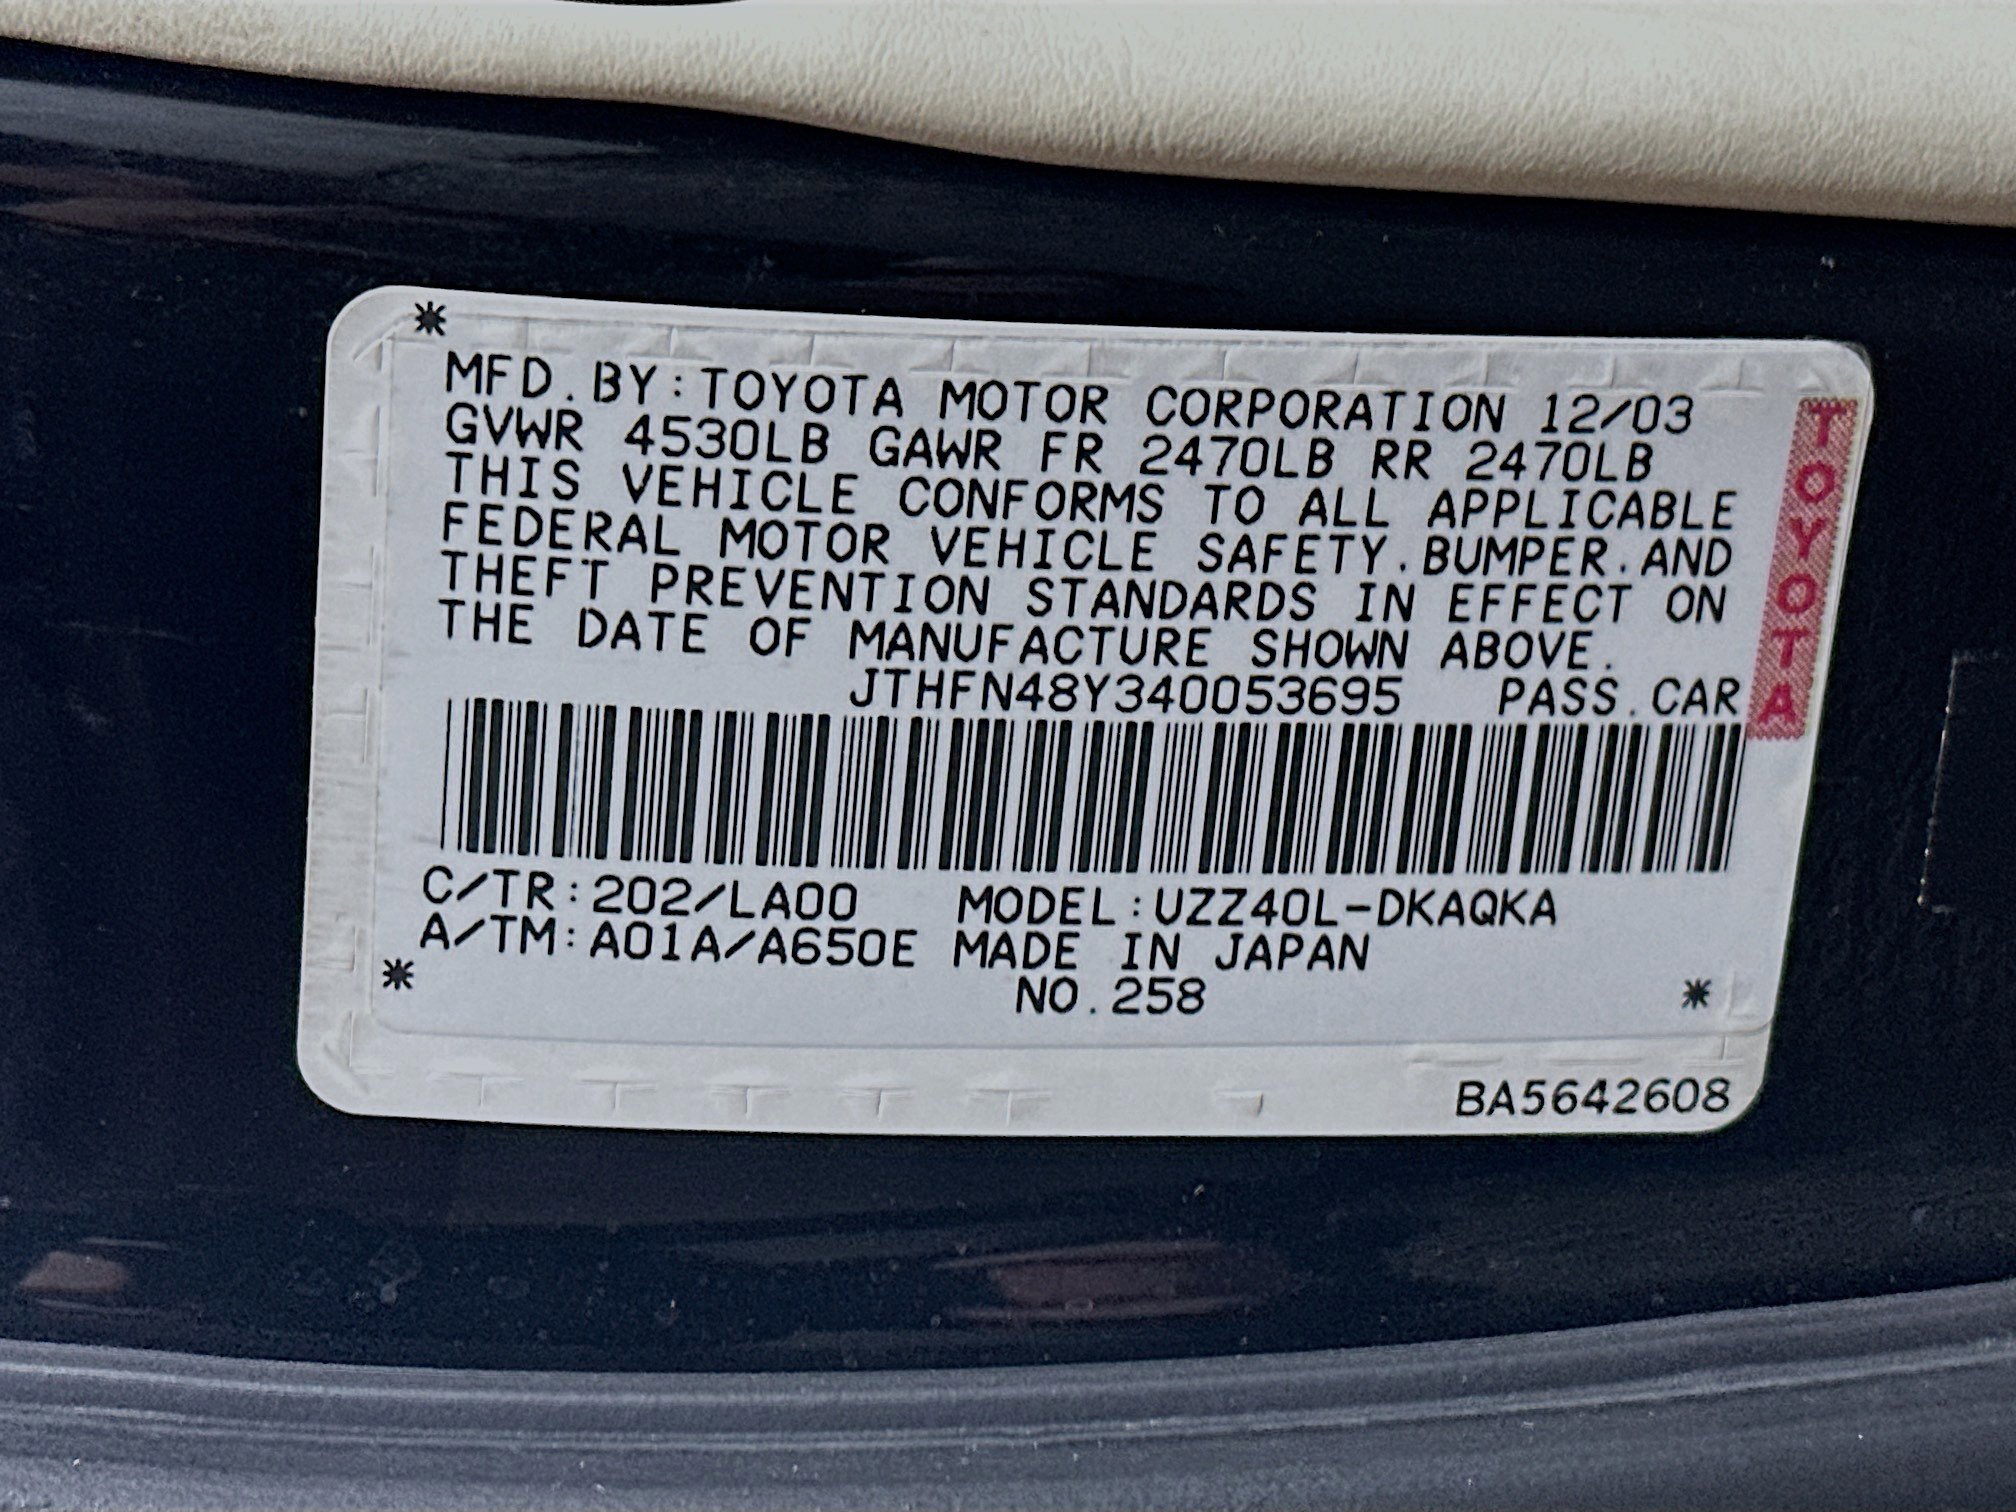 *
MFD.BY:TOYOTA MOTOR CORPORATION 12/03
GVWR 4530LB GAWR FR 2470LB RR 2470LB
THIS VEHICLE CONFORMS TO ALL APPLICABLE
FEDERAL MOTOR VEHICLE SAFETY.BUMPER.AND
THEFT PREVENTION STANDARDS IN EFFECT ON
THE DATE OF MANUFACTURE SHOWN ABOVE.
JTHFN48Y340053695 PASS.CAR
C/TR:202/LA00 MODEL:UZZ40L-DKAQKA
A/TM:A01A/A650E MADE IN JAPAN
* NO.258 *
BA5642608
TOYOTA